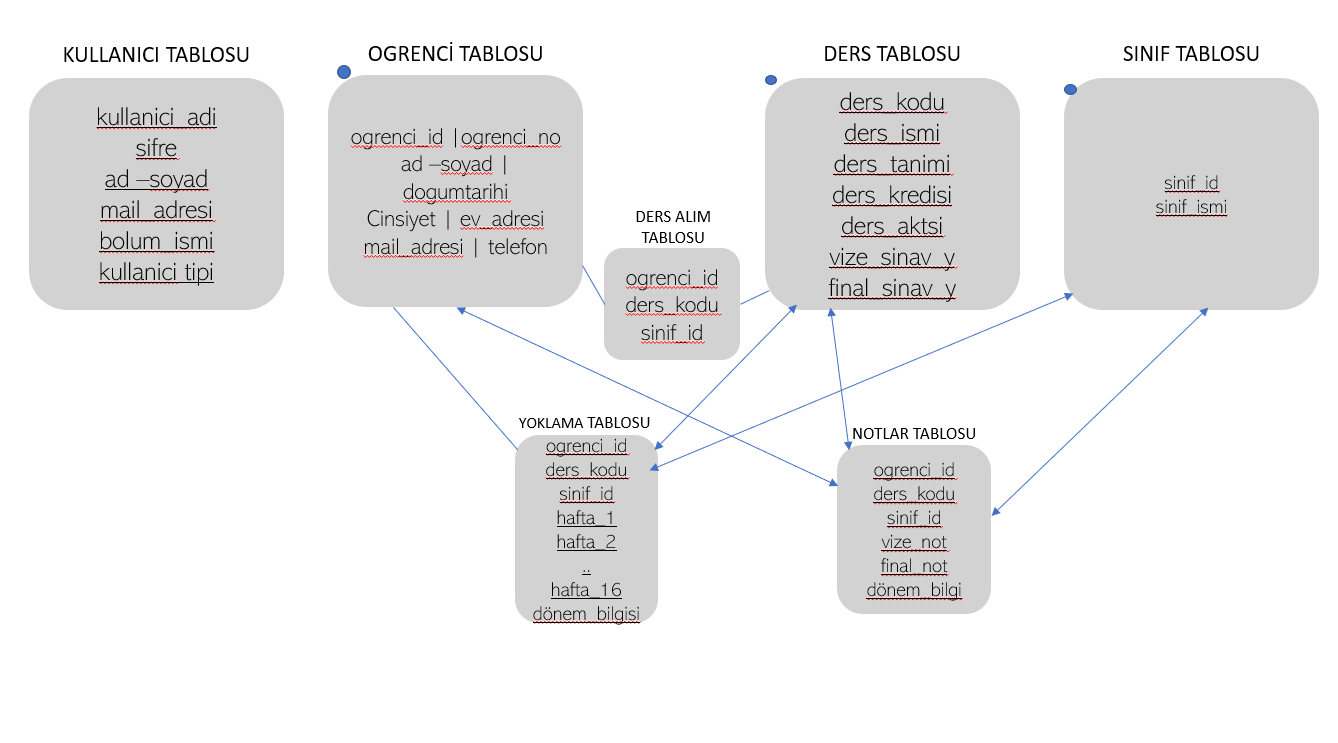 KULLANICI TABLOSU
kullanici_adi
sifre
ad –soyad
mail_adresi
bolum_ismi
kullanici tipi
OGRENCİ TABLOSU
ogrenci_id |ogrenci_no
ad –soyad |
dogumtarihi
Cinsiyet | ev_adresi
mail_adresi | telefon
DERS ALIM
TABLOSU
ogrenci_id
ders_kodu
sinif_id
DERS TABLOSU
ders_kodu
ders_ismi
ders_tanimi
ders_kredisi
ders_aktsi
vize_sinav_y
final_sinav_y
SINIF TABLOSU
sinif_id
sinif_ismi
YOKLAMA TABLOSU
ogrenci_id
ders_kodu
sinif_id
hafta_1
hafta_2
..
hafta_16
dönem_bilgisi
NOTLAR TABLOSU
ogrenci_id
ders_kodu
sinif_id
vize_not
final_not
dönem_bilgi